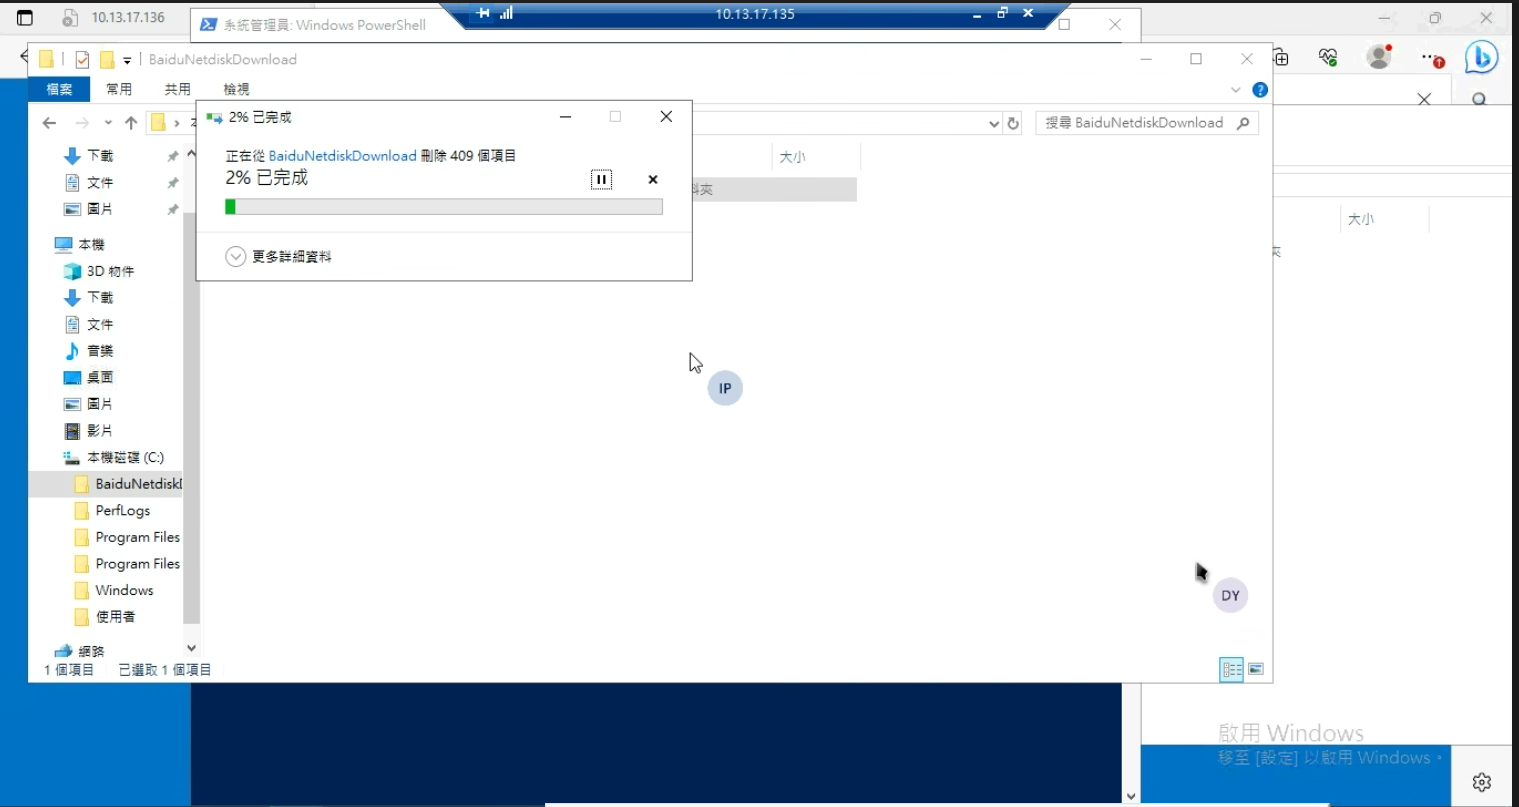 10.13.17.136
系統管理員: Windows PowerShell
10.13.17.135
BaiduNetdiskDownload
檔案 常用 共用 檢視
搜尋 BaiduNetdiskDownload
2% 已完成
正在從 BaiduNetdiskDownload 刪除 409 個項目
2% 已完成
更多詳細資料
大小
料夾
大小
夾
下載
文件
圖片
本機
3D 物件
下載
文件
音樂
桌面
圖片
影片
本機磁碟 (C:)
BaiduNetdiskD
PerfLogs
Program Files
Program Files
Windows
使用者
網路
1 個項目 已選取 1 個項目
IP
DY
啟用 Windows
移至 [設定] 以啟用 Windows。